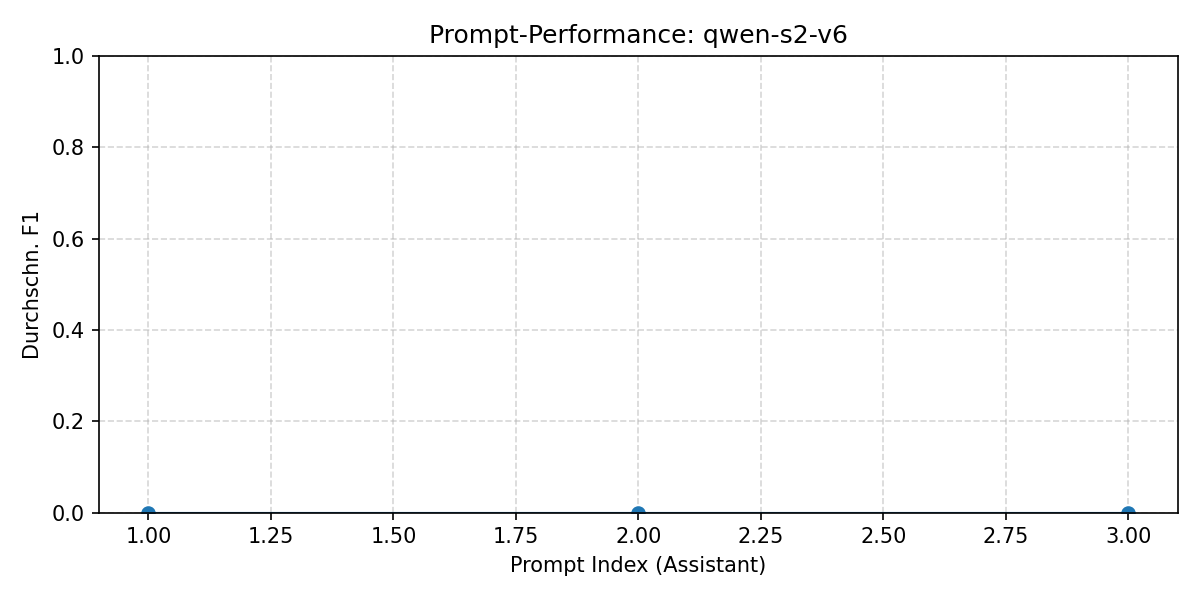 Prompt-Performance: qwen-s2-v6
1.0
0.8
0.6
0.4
0.2
0.0
Durchschn. F1
1.00 1.25 1.50 1.75 2.00 2.25 2.50 2.75 3.00
Prompt Index (Assistant)